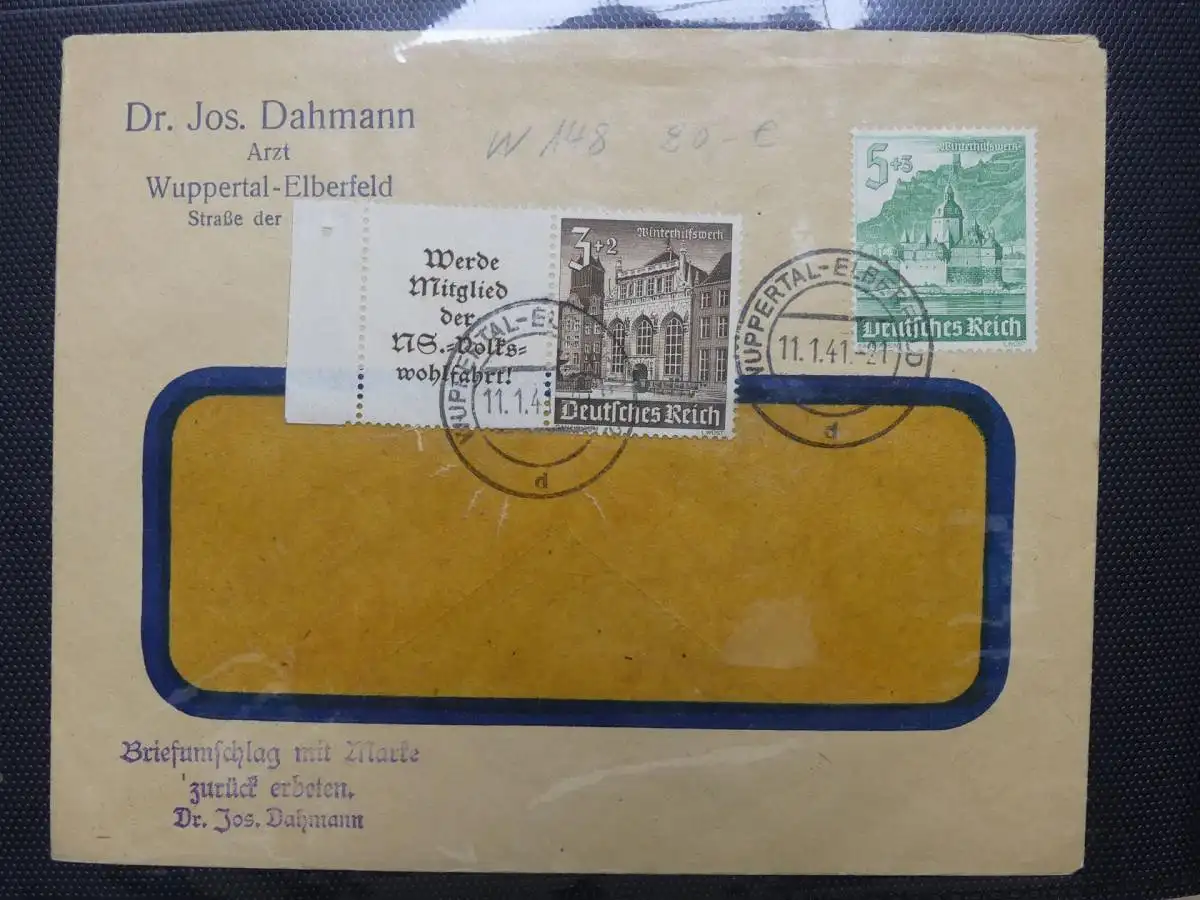 Dr. Jos. Dahmann
Arzt
Wuppertal-Elberfeld
Straße der
W 148 20.- €
Werde
Mitglied
der
NS.-Volks-
wohlfahrt!
3+2
Winterhilfswerk
Deutsches Reich
5+3
Winterhilfswerk
Deutsches Reich
WUPPERTAL-EL
11.1.4
d
WUPPERTAL-ELBERFELD
11.1.41.-21
d
Briefumschlag mit Marke
zurück erbeten.
Dr. Jos. Dahmann